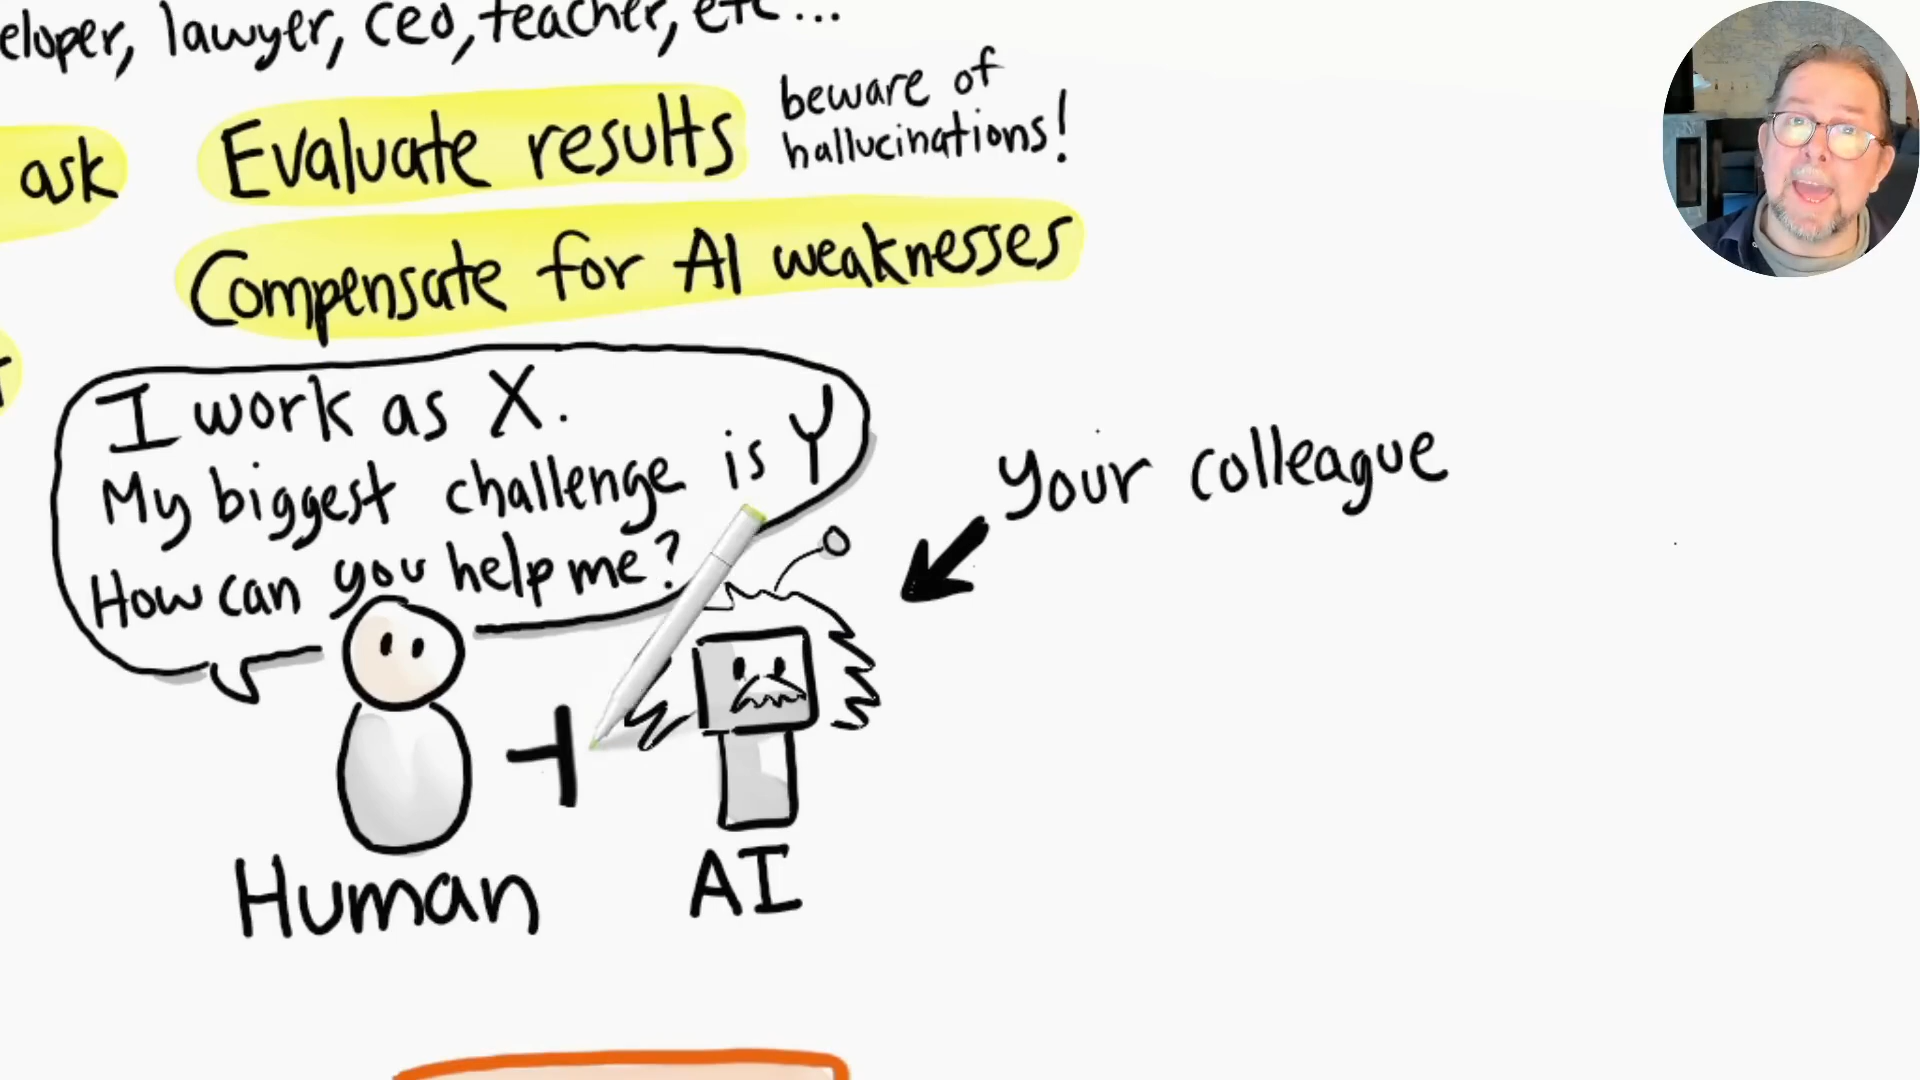 lawyer, ceo, teacher, etc...
ask
Evaluate results
beware of
hallucinations!
Compensate for AI weaknesses
I work as X.
My biggest challenge is Y
How can you help me?
Your colleague
Human
AI